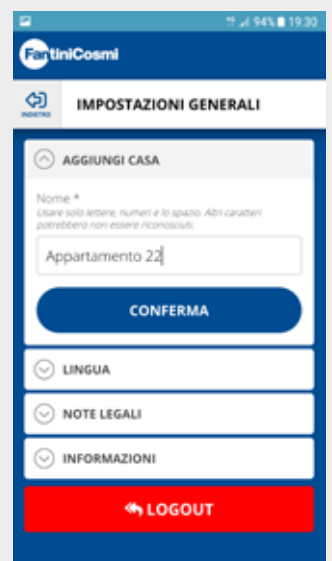 94% 19:30
FantiniCosmi
INDIETRO
IMPOSTAZIONI GENERALI
AGGIUNGI CASA
Nome *
Usare solo lettere, numeri e lo spazio. Altri caratteri
potrebbero non essere riconosciuti.
Appartamento 22
CONFERMA
LINGUA
NOTE LEGALI
INFORMAZIONI
LOGOUT